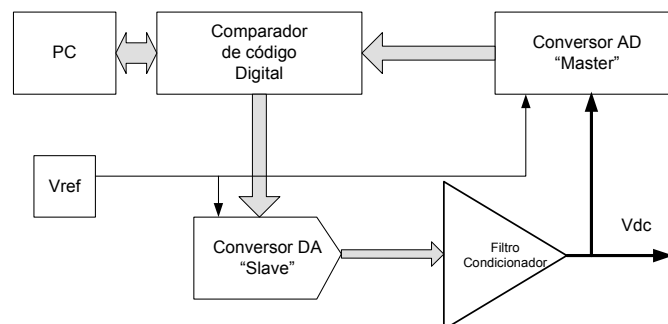 PC
Comparador
de código
Digital
Conversor AD
“Master”
Vref
Conversor DA
“Slave”
Filtro
Condicionador
Vdc